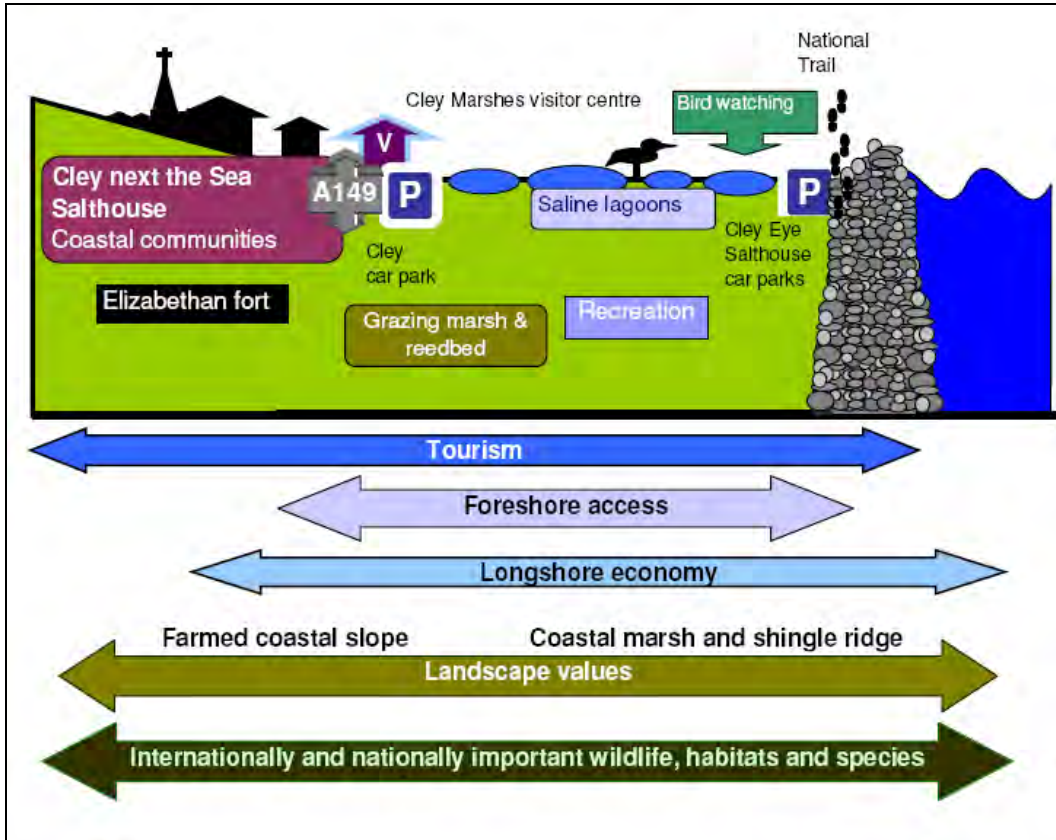 National
Trail
Cley Marshes visitor centre
Bird watching
V
Cley next the Sea
Salthouse
Coastal communities
A149
P
Saline lagoons
P
Cley
car park
Cley Eye
Salthouse
car parks
Elizabethan fort
Grazing marsh &
reedbed
Recreation
Tourism
Foreshore access
Longshore economy
Farmed coastal slope
Coastal marsh and shingle ridge
Landscape values
Internationally and nationally important wildlife, habitats and species